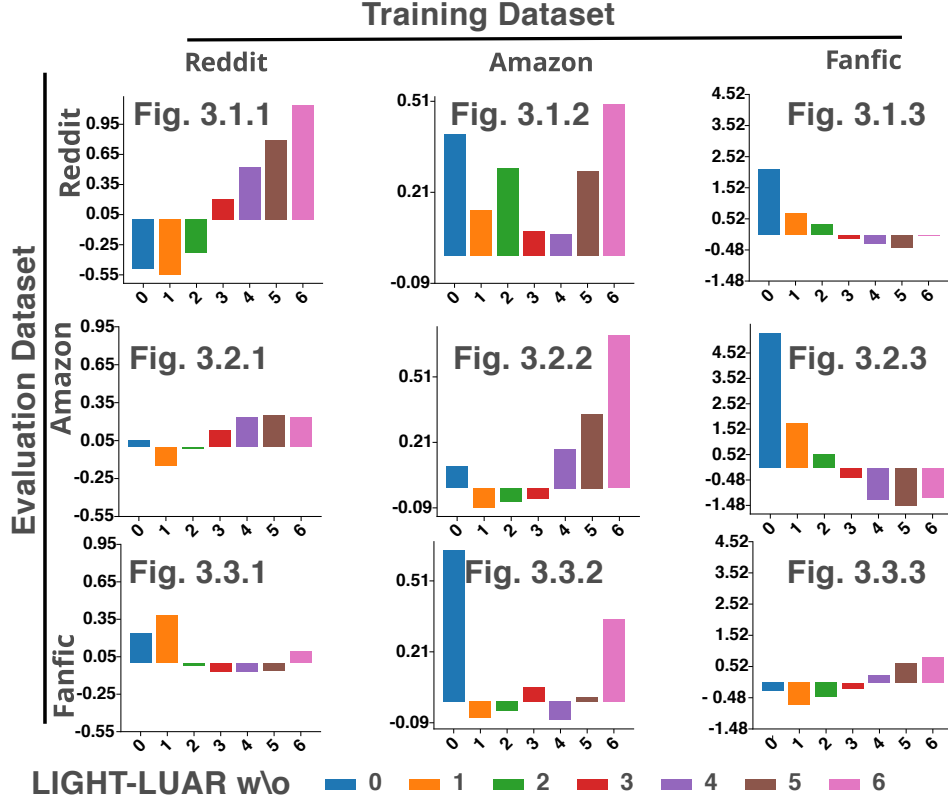 Training Dataset
Reddit Amazon Fanfic
Evaluation Dataset
Reddit
Fig. 3.1.1
0.95
0.65
0.35
0.05
-0.25
-0.55
0 1 2 3 4 5 6
Fig. 3.1.2
0.51
0.21
-0.09
0 1 2 3 4 5 6
Fig. 3.1.3
4.52
3.52
2.52
1.52
0.52
-0.48
-1.48
0 1 2 3 4 5 6
Amazon
Fig. 3.2.1
0.95
0.65
0.35
0.05
-0.25
-0.55
0 1 2 3 4 5 6
Fig. 3.2.2
0.51
0.21
-0.09
0 1 2 3 4 5 6
Fig. 3.2.3
4.52
3.52
2.52
1.52
0.52
-0.48
-1.48
0 1 2 3 4 5 6
Fanfic
Fig. 3.3.1
0.95
0.65
0.35
0.05
-0.25
-0.55
0 1 2 3 4 5 6
Fig. 3.3.2
0.51
0.21
-0.09
0 1 2 3 4 5 6
Fig. 3.3.3
4.52
3.52
2.52
1.52
0.52
- 0.48
-1.48
0 1 2 3 4 5 6
LIGHT-LUAR w\o 0 1 2 3 4 5 6